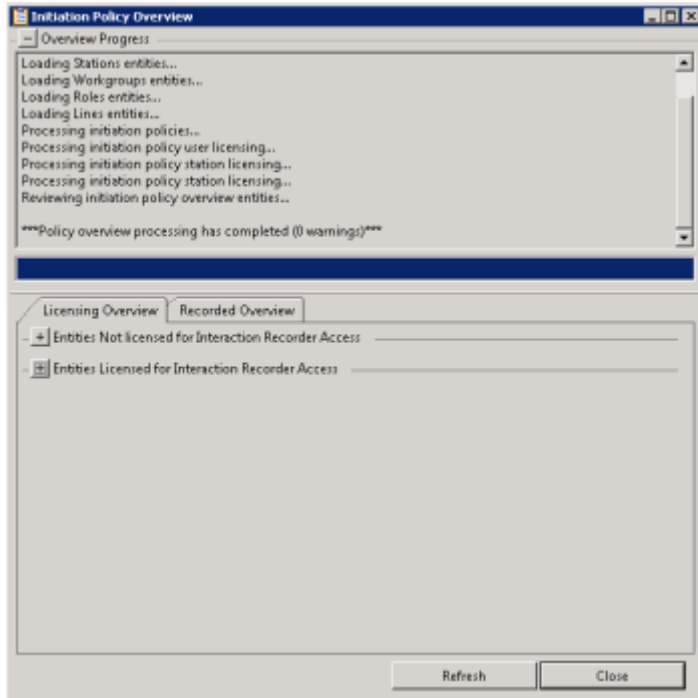 Initiation Policy Overview
Overview Progress
Loading Stations entities...
Loading Workgroups entities...
Loading Roles entities...
Loading Lines entities...
Processing initiation policies...
Processing initiation policy user licensing...
Processing initiation policy station licensing...
Processing initiation policy station licensing...
Reviewing initiation policy overview entities...
***Policy overview processing has completed (0 warnings)***
Licensing Overview Recorded Overview
Entities Not licensed for Interaction Recorder Access
Entities Licensed for Interaction Recorder Access
Refresh Close